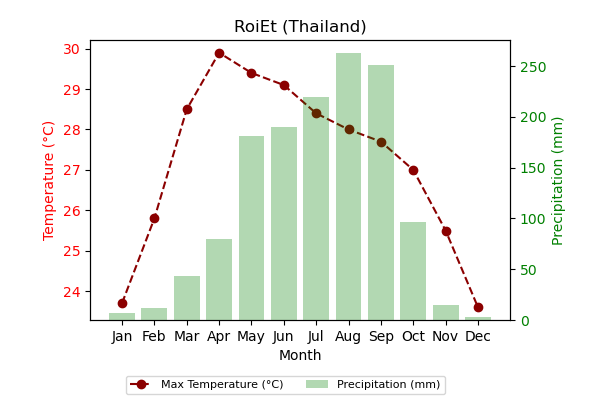 RoiEt (Thailand)
30
29
28
27
26
25
24
Temperature (°C)
250
200
150
100
50
0
Precipitation (mm)
Jan Feb Mar Apr May Jun Jul Aug Sep Oct Nov Dec
Month
Max Temperature (°C) Precipitation (mm)